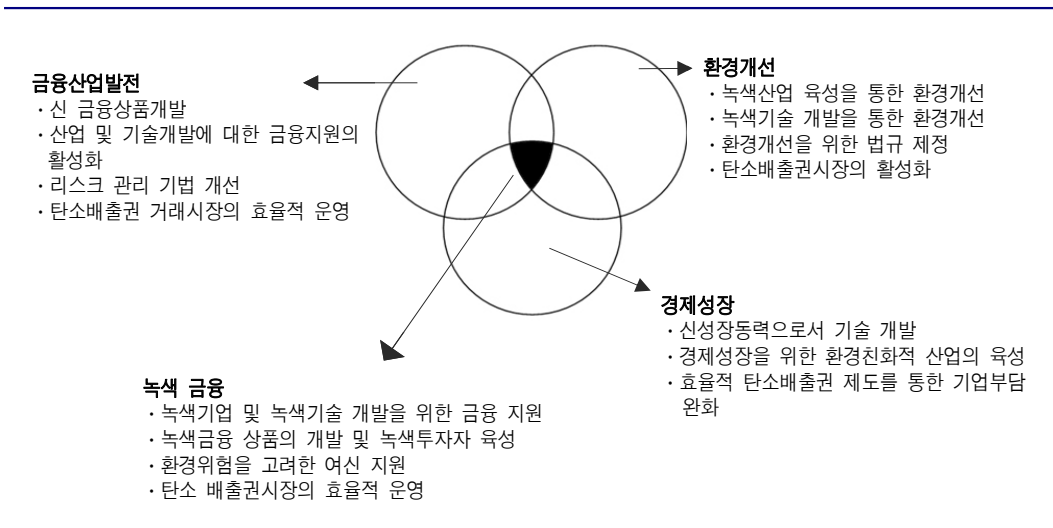 금융산업발전
· 신 금융상품개발
· 산업 및 기술개발에 대한 금융지원의
활성화
· 리스크 관리 기법 개선
· 탄소배출권 거래시장의 효율적 운영
환경개선
· 녹색산업 육성을 통한 환경개선
· 녹색기술 개발을 통한 환경개선
· 환경개선을 위한 법규 제정
· 탄소배출권시장의 활성화
경제성장
· 신성장동력으로서 기술 개발
· 경제성장을 위한 환경친화적 산업의 육성
· 효율적 탄소배출권 제도를 통한 기업부담
완화
녹색 금융
· 녹색기업 및 녹색기술 개발을 위한 금융 지원
· 녹색금융 상품의 개발 및 녹색투자자 육성
· 환경위험을 고려한 여신 지원
· 탄소 배출권시장의 효율적 운영